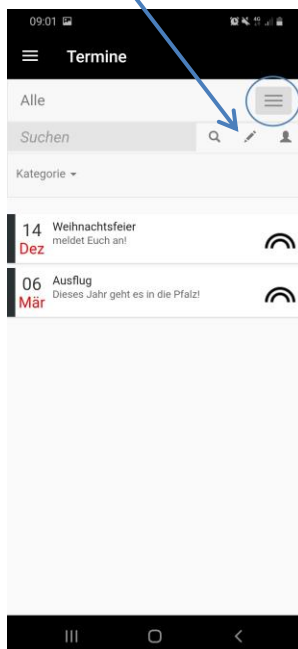 09:01
Termine
Alle
Suchen
Kategorie
14 Weihnachtsfeier
Dez meldet Euch an!
06 Ausflug
Mär Dieses Jahr geht es in die Pfalz!